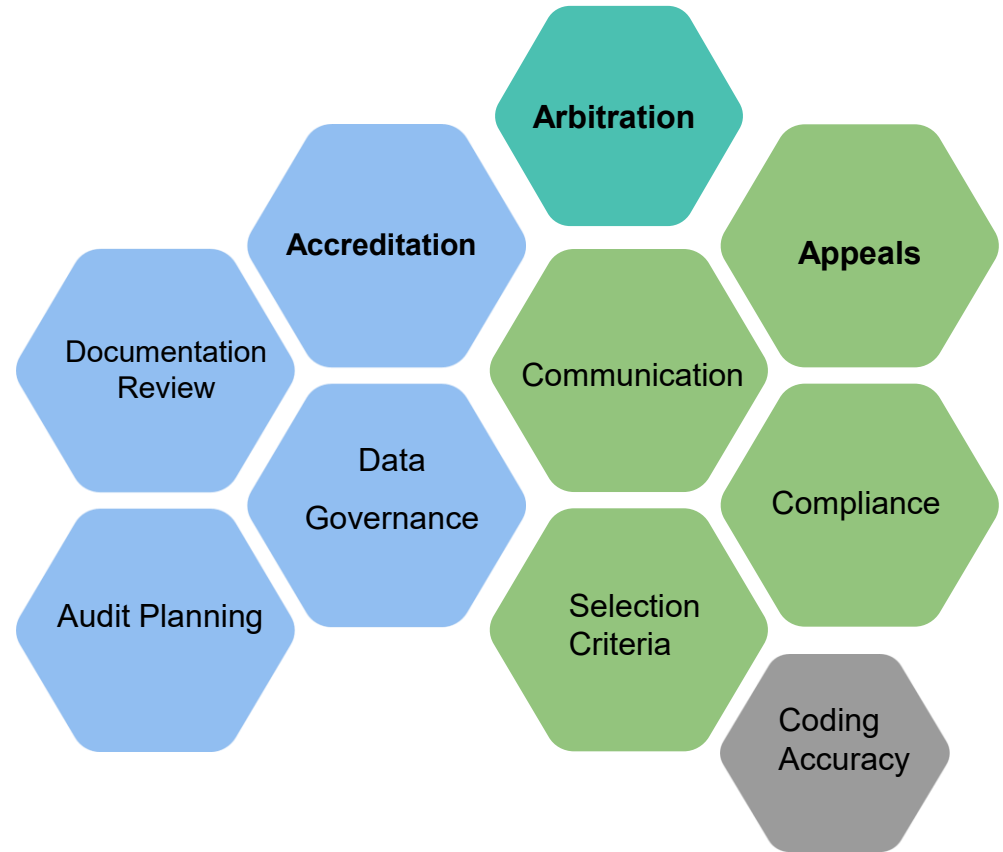 Arbitration
Accreditation
Appeals
Documentation
Review
Communication
Data
Governance
Compliance
Audit Planning
Selection
Criteria
Coding
Accuracy